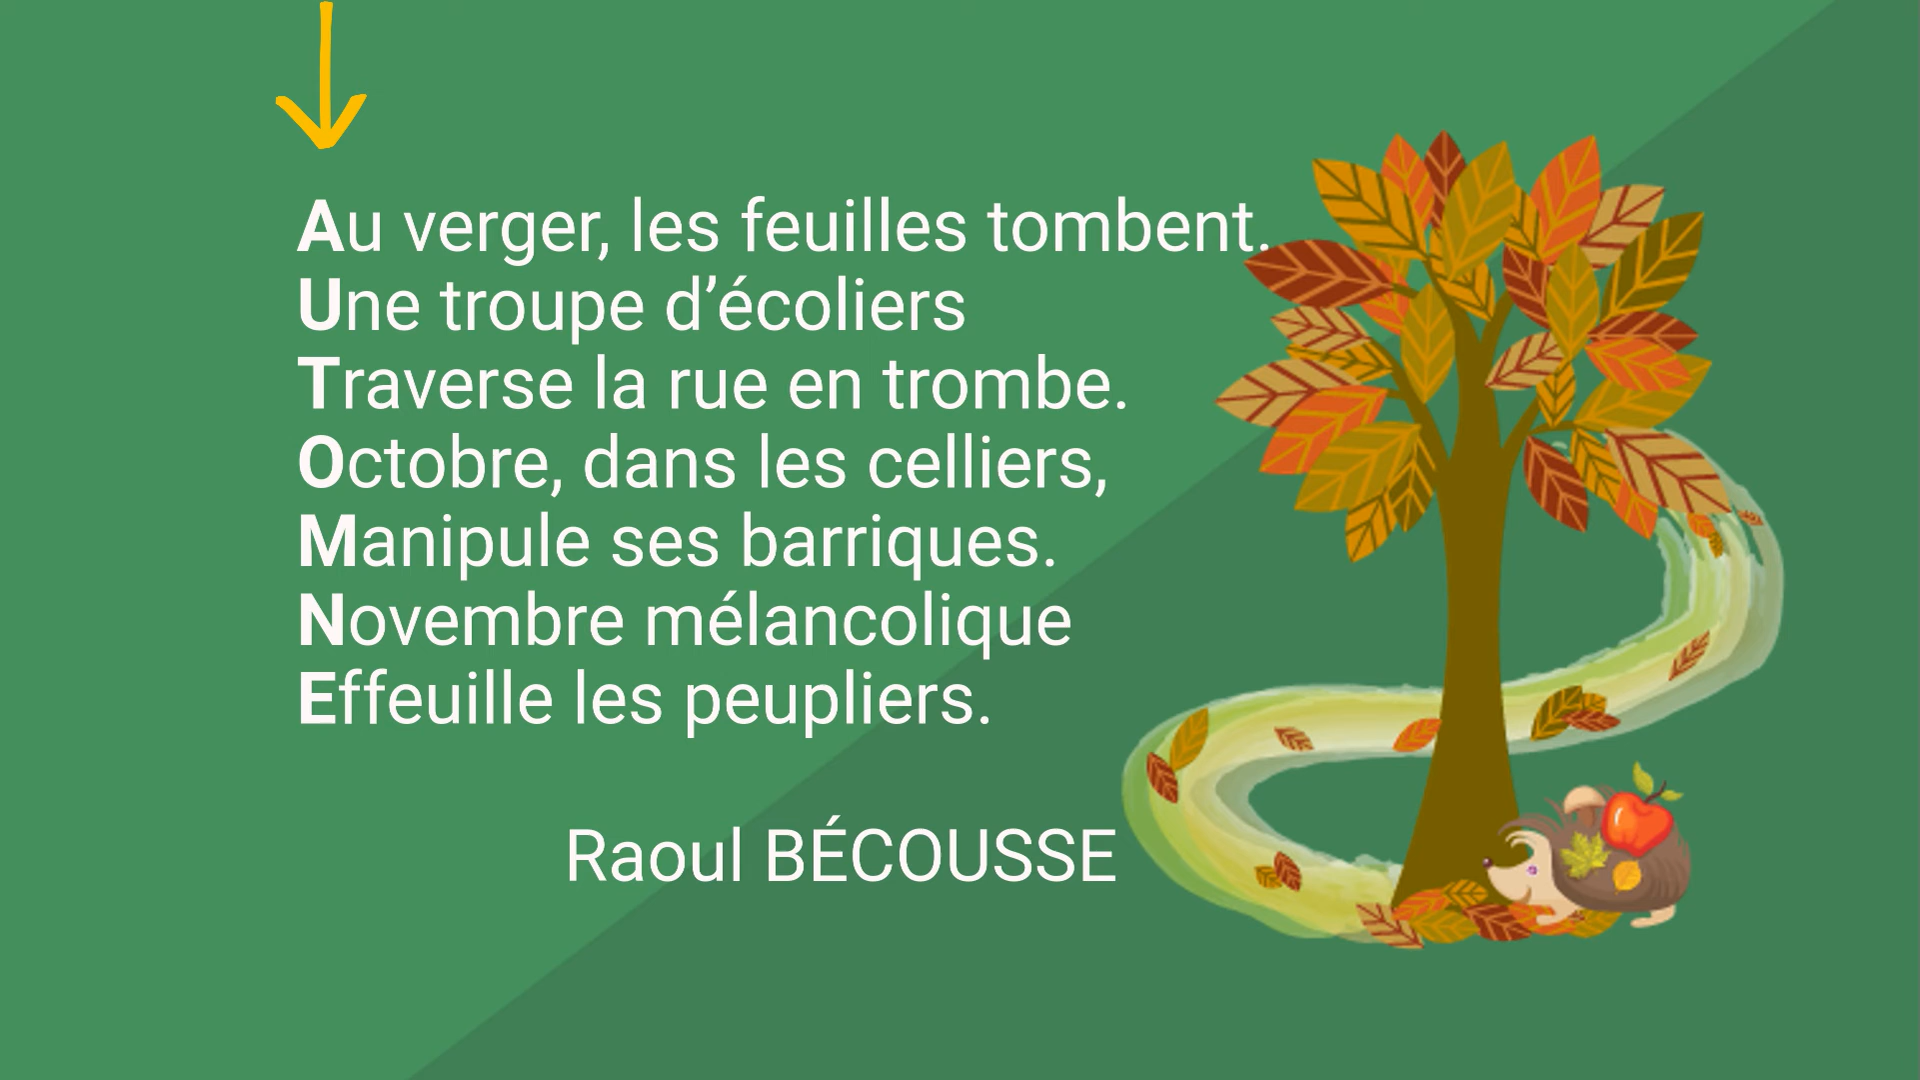 Au verger, les feuilles tombent.
Une troupe d’écoliers
Traverse la rue en trombe.
Octobre, dans les celliers,
Manipule ses barriques.
Novembre mélancolique
Effeuille les peupliers.
Raoul BÉCOUSSE